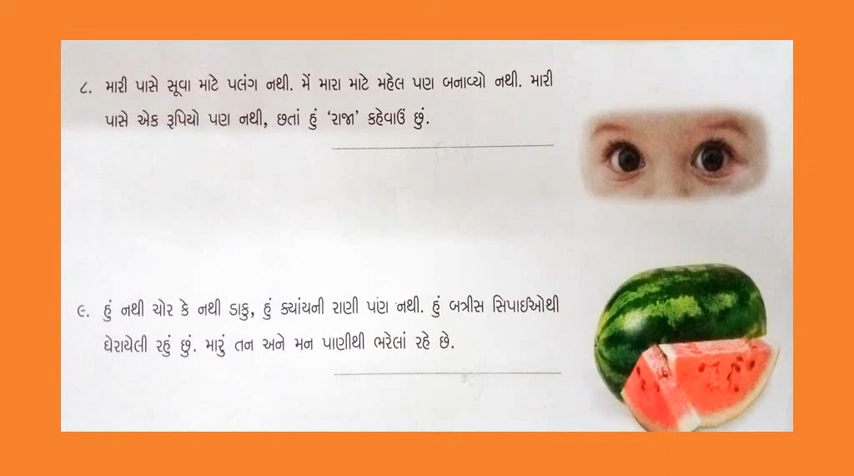 ૮. મારી પાસે સૂવા માટે પલંગ નથી. મેં મારા માટે મહેલ પણ બનાવ્યો નથી. મારી
પાસે એક રૂપિયો પણ નથી, છતાં હું ‘રાજા’ કહેવાઉં છું.
૯. હું નથી ચોર કે નથી ડાકુ, હું ક્યાંયની રાણી પણ નથી. હું બત્રીસ સિપાઈઓથી
ઘેરાયેલી રહું છું. મારું તન અને મન પાણીથી ભરેલાં રહે છે.